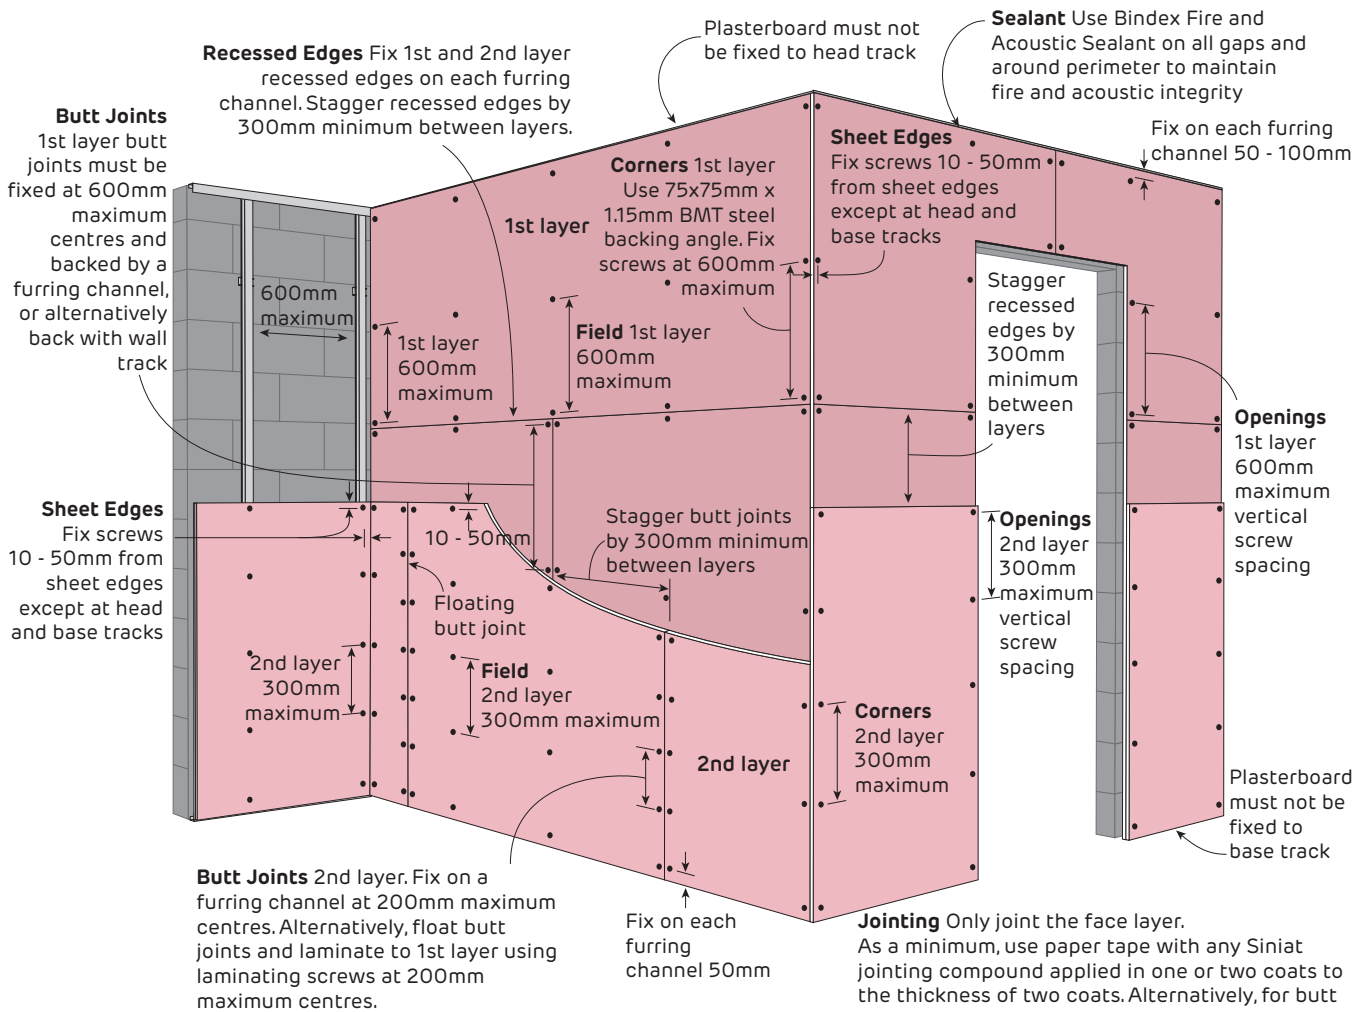 Recessed Edges Fix 1st and 2nd layer
recessed edges on each furring
channel. Stagger recessed edges by
300mm minimum between layers.
Plasterboard must not
be fixed to head track
Sealant Use Bindex Fire and
Acoustic Sealant on all gaps and
around perimeter to maintain
fire and acoustic integrity
Fix on each furring
channel 50 - 100mm
Butt Joints
1st layer butt
joints must be
fixed at 600mm
maximum
centres and
backed by a
furring channel,
or alternatively
back with wall
track
Corners 1st layer
Use 75x75mm x
1.15mm BMT steel
backing angle. Fix
screws at 600mm
maximum
Sheet Edges
Fix screws 10 - 50mm
from sheet edges
except at head and
base tracks
1st layer
600mm
maximum
1st layer
600mm
maximum
Field 1st layer
600mm
maximum
Stagger
recessed
edges by
300mm
minimum
between
layers
Openings
1st layer
600mm
maximum
vertical
screw
spacing
Sheet Edges
Fix screws
10 - 50mm from
sheet edges
except at head
and base tracks
10 - 50mm
Stagger butt joints
by 300mm minimum
between layers
Openings
2nd layer
300mm
maximum
vertical
screw
spacing
Floating
butt joint
2nd layer
300mm
maximum
Field
2nd layer
300mm maximum
2nd layer
Corners
2nd layer
300mm
maximum
Plasterboard
must not be
fixed to
base track
Butt Joints 2nd layer. Fix on a
furring channel at 200mm maximum
centres. Alternatively, float butt
joints and laminate to 1st layer using
laminating screws at 200mm
maximum centres.
Fix on each
furring
channel 50mm
Jointing Only joint the face layer.
As a minimum, use paper tape with any Siniat
jointing compound applied in one or two coats to
the thickness of two coats. Alternatively, for butt